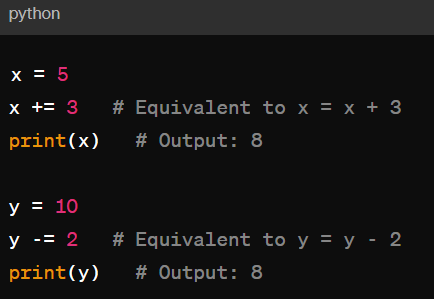 python
x = 5
x += 3   # Equivalent to x = x + 3
print(x)   # Output: 8
y = 10
y -= 2   # Equivalent to y = y - 2
print(y)   # Output: 8